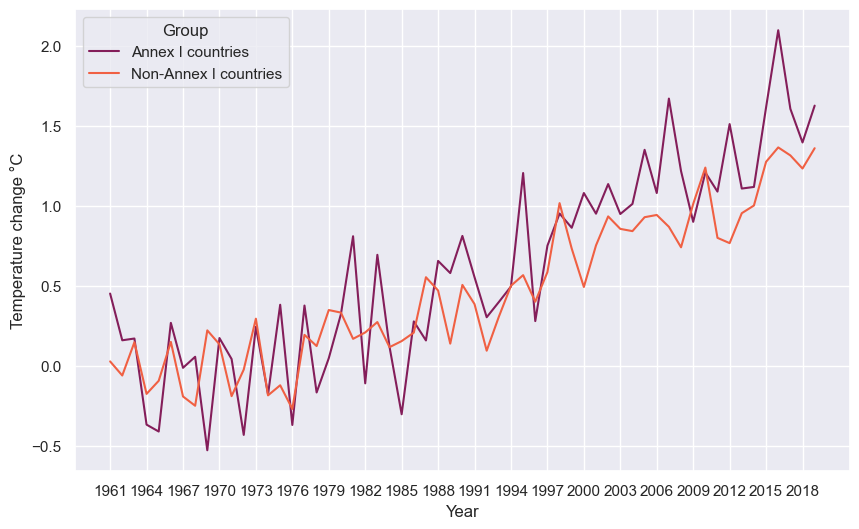 Group
Annex I countries
Non-Annex I countries
Temperature change °C
2.0
1.5
1.0
0.5
0.0
−0.5
1961 1964 1967 1970 1973 1976 1979 1982 1985 1988 1991 1994 1997 2000 2003 2006 2009 2012 2015 2018
Year